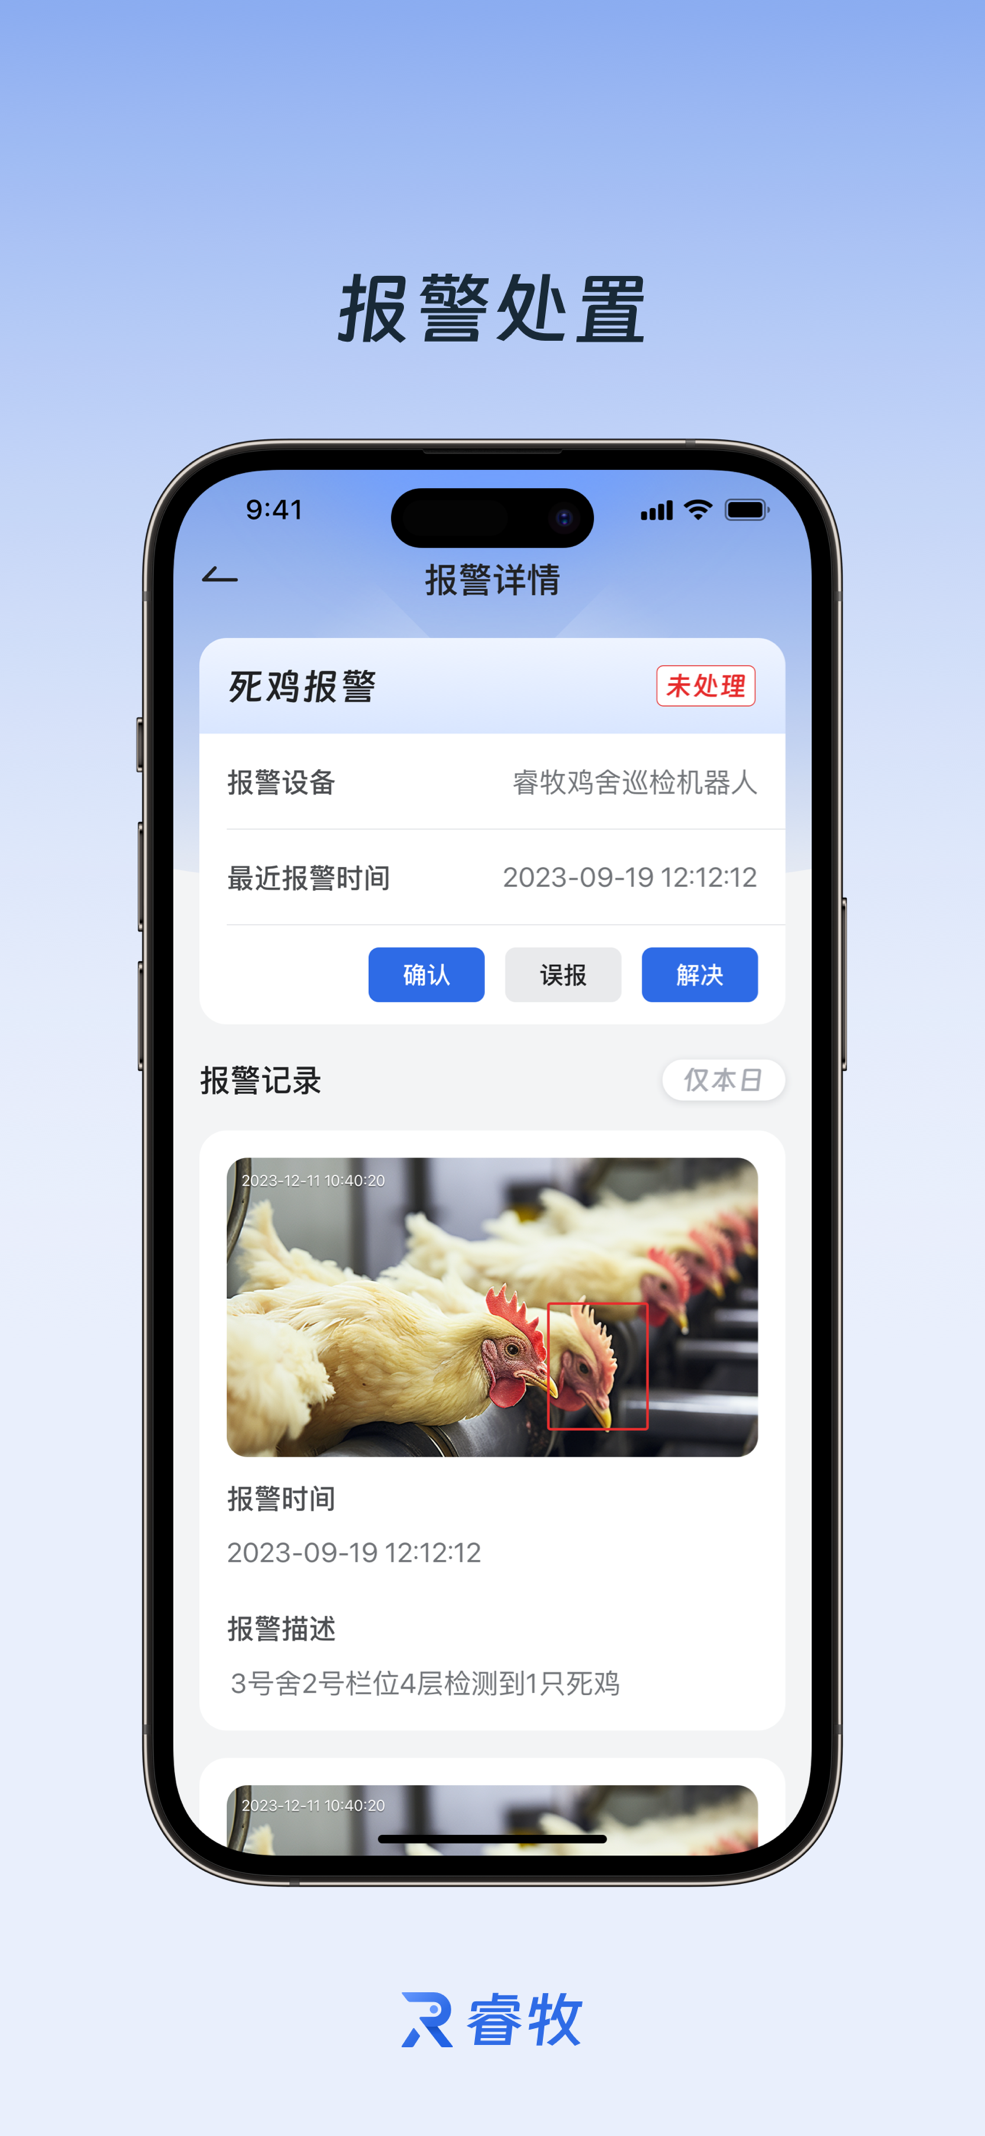 报警处置
9:41
报警详情
死鸡报警 未处理
报警设备 睿牧鸡舍巡检机器人
最近报警时间 2023-09-19 12:12:12
确认 误报 解决
报警记录 仅本日
2023-12-11 10:40:20
报警时间
2023-09-19 12:12:12
报警描述
3号舍2号栏位4层检测到1只死鸡
2023-12-11 10:40:20
睿牧